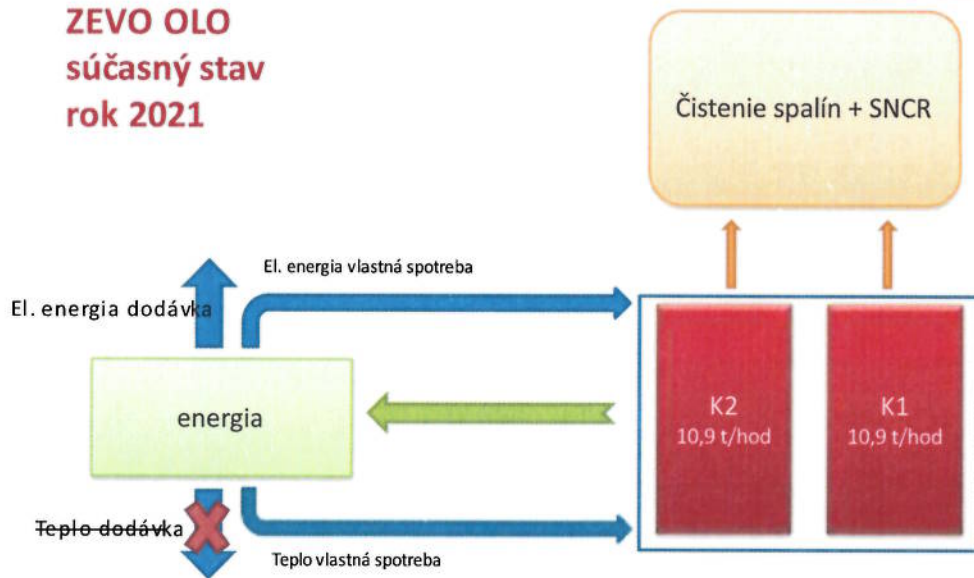 ZEVO OLO
súčasný stav
rok 2021
Čistenie spalín + SNCR
El. energia vlastná spotreba
El. energia dodávka
energia
K2
10,9 t/hod
K1
10,9 t/hod
Teplo dodávka
Teplo vlastná spotreba